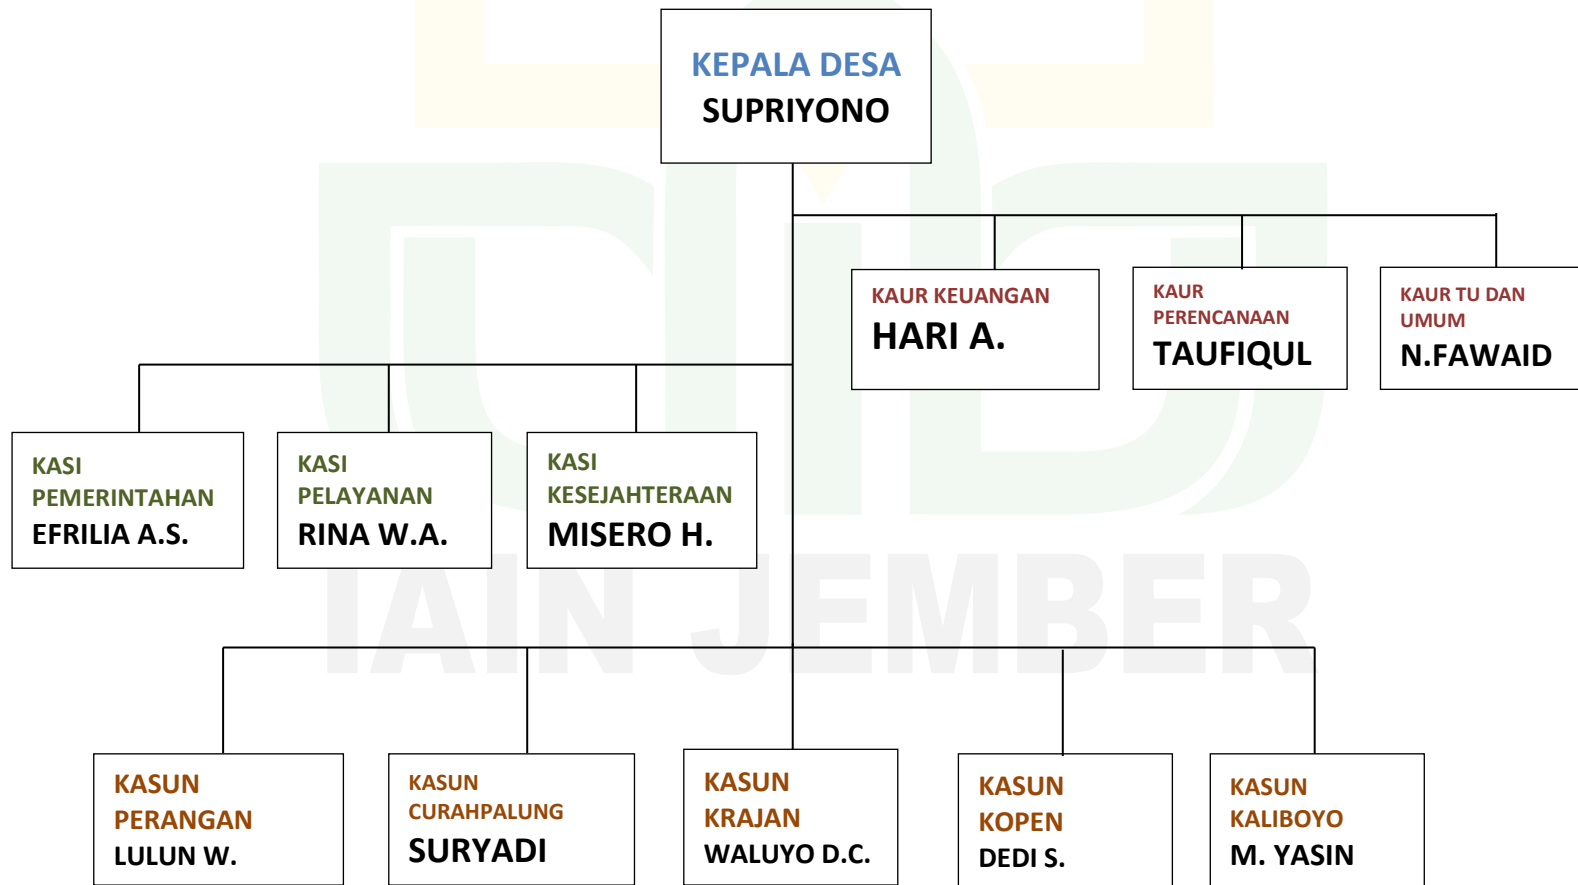 KEPALA DESA
SUPRIYONO
KAUR KEUANGAN
HARI A.
KAUR
PERENCANAAN
TAUFIQUL
KAUR TU DAN
UMUM
N.FAWAID
KASI
PEMERINTAHAN
EFRILIA A.S.
KASI
PELAYANAN
RINA W.A.
KASI
KESEJAHTERAAN
MISERO H.
IAIN JEMBER
KASUN
PERANGAN
LULUN W.
KASUN
CURAHPALUNG
SURYADI
KASUN
KRAJAN
WALUYO D.C.
KASUN
KOPEN
DEDI S.
KASUN
KALIBOYO
M. YASIN